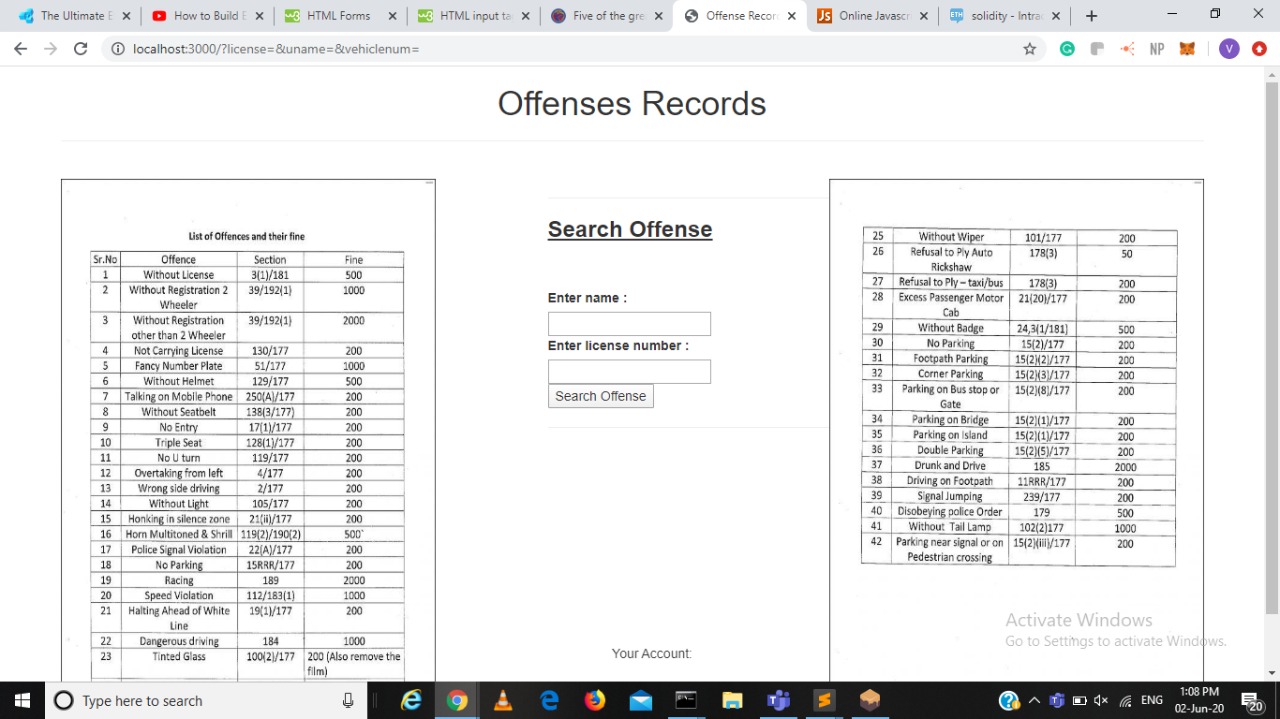 The Ultimate E
How to Build E
HTML Forms
HTML input ta
Five of the gre
Offense Recor
Online Javascr
solidity - Intrac
localhost:3000/?license=&uname=&vehiclenum=
NP
V
Offenses Records
List of Offences and their fine
Sr.No Offence Section Fine
1 Without License 3(1)/181 500
2 Without Registration 2 39/192(1) 1000
Wheeler
3 Without Registration 39/192(1) 2000
other than 2 Wheeler
4 Not Carrying License 130/177 200
5 Fancy Number Plate 51/177 1000
6 Without Helmet 129/177 500
7 Talking on Mobile Phone 250(A)/177 200
8 Without Seatbelt 138(3/177) 200
9 No Entry 17(1)/177 200
10 Triple Seat 128(1)/177 200
11 No U turn 119/177 200
12 Overtaking from left 4/177 200
13 Wrong side driving 2/177 200
14 Without Light 105/177 200
15 Honking in silence zone 21(ii)/177 200
16 Horn Multitoned & Shrill 119(2)/190(2) 500
17 Police Signal Violation 22(A)/177 200
18 No Parking 15RRR/177 200
19 Racing 189 2000
20 Speed Violation 112/183(1) 1000
21 Halting Ahead of White 19(1)/177 200
Line
22 Dangerous driving 184 1000
23 Tinted Glass 100(2)/177 200 (Also remove the
film)
Search Offense
Enter name :
Enter license number :
Search Offense
Your Account:
25 Without Wiper 101/177 200
26 Refusal to Ply Auto 178(3) 50
Rickshaw
27 Refusal to Ply – taxi/bus 178(3) 200
28 Excess Passenger Motor 21(20)/177 200
Cab
29 Without Badge 24,3(1/181) 500
30 No Parking 15(2)/177 200
31 Footpath Parking 15(2)(2)/177 200
32 Corner Parking 15(2)(3)/177 200
33 Parking on Bus stop or 15(2)(8)/177 200
Gate
34 Parking on Bridge 15(2)(1)/177 200
35 Parking on Island 15(2)(1)/177 200
36 Double Parking 15(2)(5)/177 200
37 Drunk and Drive 185 2000
38 Driving on Footpath 11RRR/177 200
39 Signal Jumping 239/177 200
40 Disobeying police Order 179 500
41 Without Tail Lamp 102(2)177 1000
42 Parking near signal or on 15(2)(iii)/177 200
Pedestrian crossing
Activate Windows
Go to Settings to activate Windows.
Type here to search
ENG
1:08 PM
02-Jun-20
20